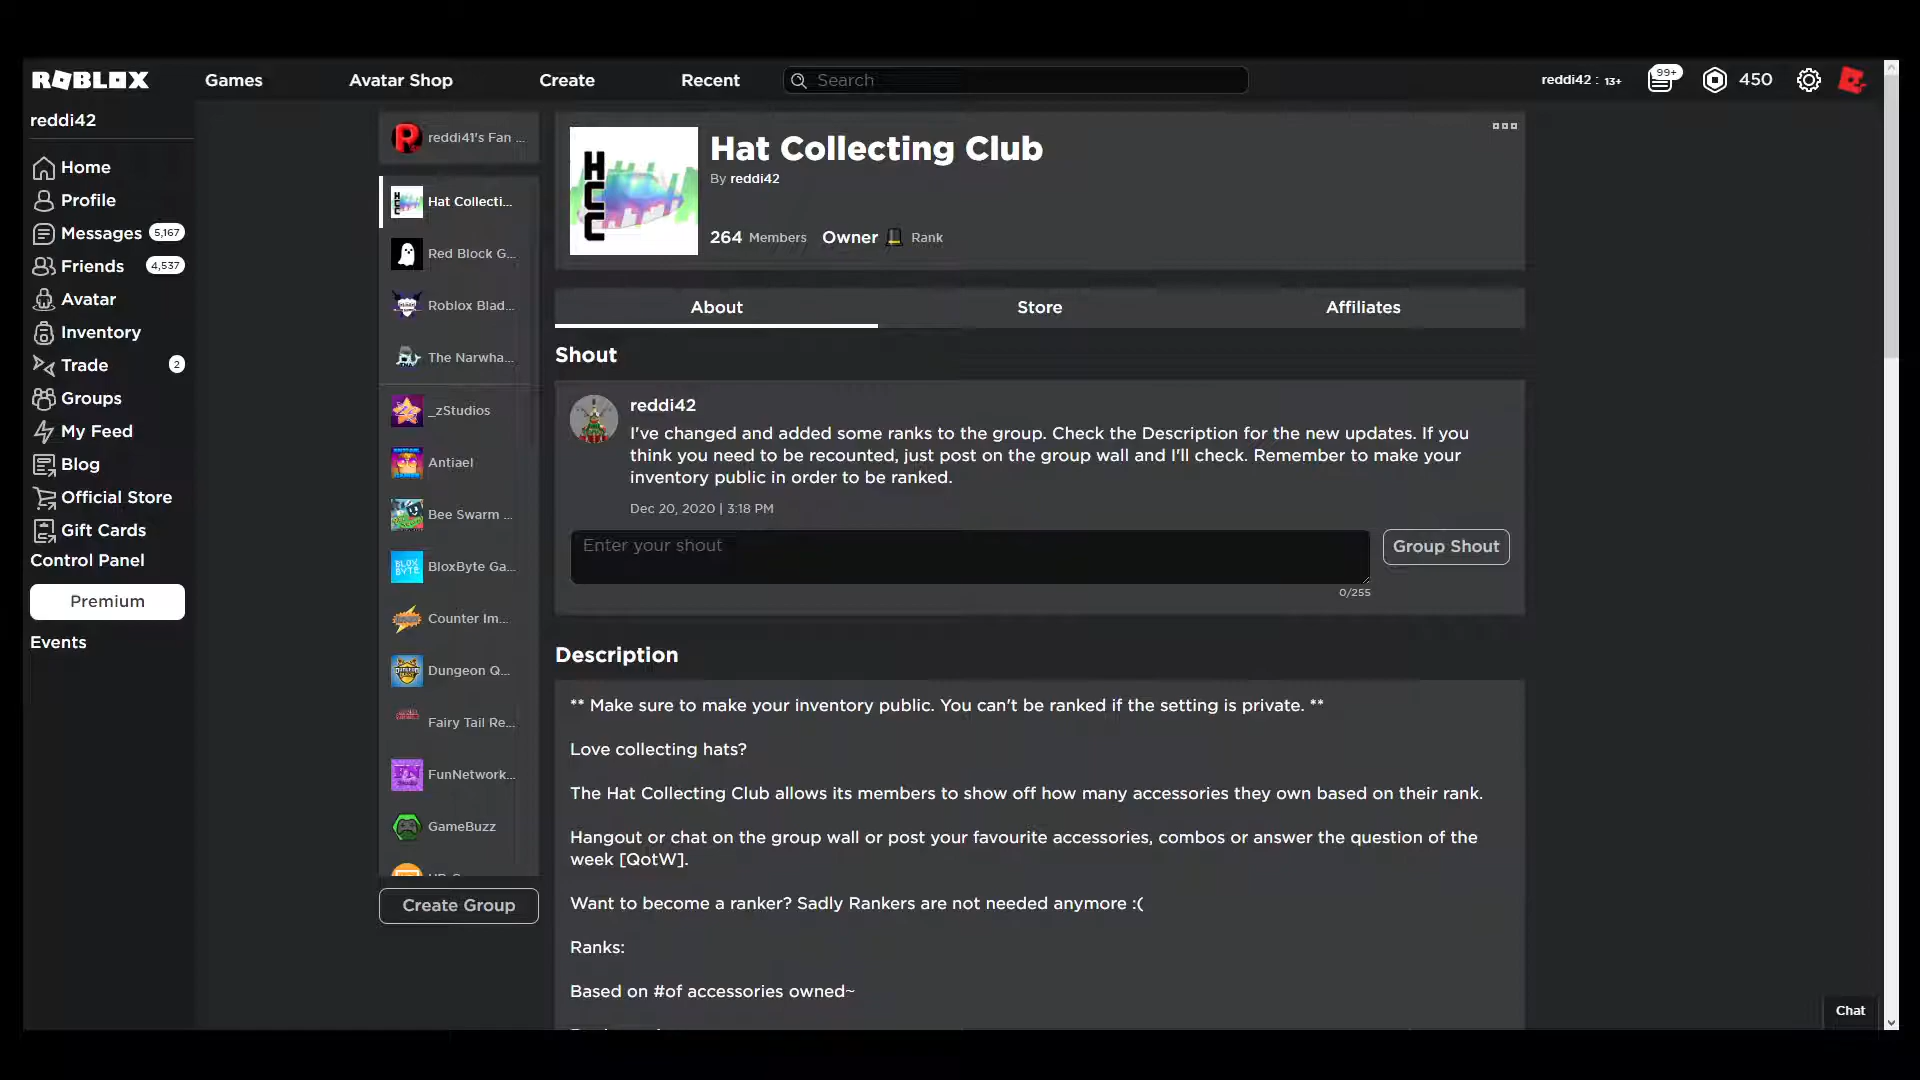 ROBLOX
Games
Avatar Shop
Create
Recent
Search
reddi42 : 13+
99+
450
reddi42
Home
Profile
Messages 5,167
Friends 4,537
Avatar
Inventory
Trade 2
Groups
My Feed
Blog
Official Store
Gift Cards
Control Panel
Premium
Events
reddi41's Fan ...
Hat Collecti...
Red Block G...
Roblox Blad...
The Narwha...
_zStudios
Antiael
Bee Swarm ...
BLOX BYTE
BloxByte Ga...
Counter Im...
Dungeon Q...
Fairy Tail Re...
FN
FunNetwork...
GameBuzz
Create Group
HCC
Hat Collecting Club
By reddi42
264 Members Owner Rank
About
Store
Affiliates
Shout
reddi42
I've changed and added some ranks to the group. Check the Description for the new updates. If you
think you need to be recounted, just post on the group wall and I'll check. Remember to make your
inventory public in order to be ranked.
Dec 20, 2020 | 3:18 PM
Enter your shout
Group Shout
0/255
Description
** Make sure to make your inventory public. You can't be ranked if the setting is private. **
Love collecting hats?
The Hat Collecting Club allows its members to show off how many accessories they own based on their rank.
Hangout or chat on the group wall or post your favourite accessories, combos or answer the question of the
week [QotW].
Want to become a ranker? Sadly Rankers are not needed anymore :(
Ranks:
Based on #of accessories owned~
Chat